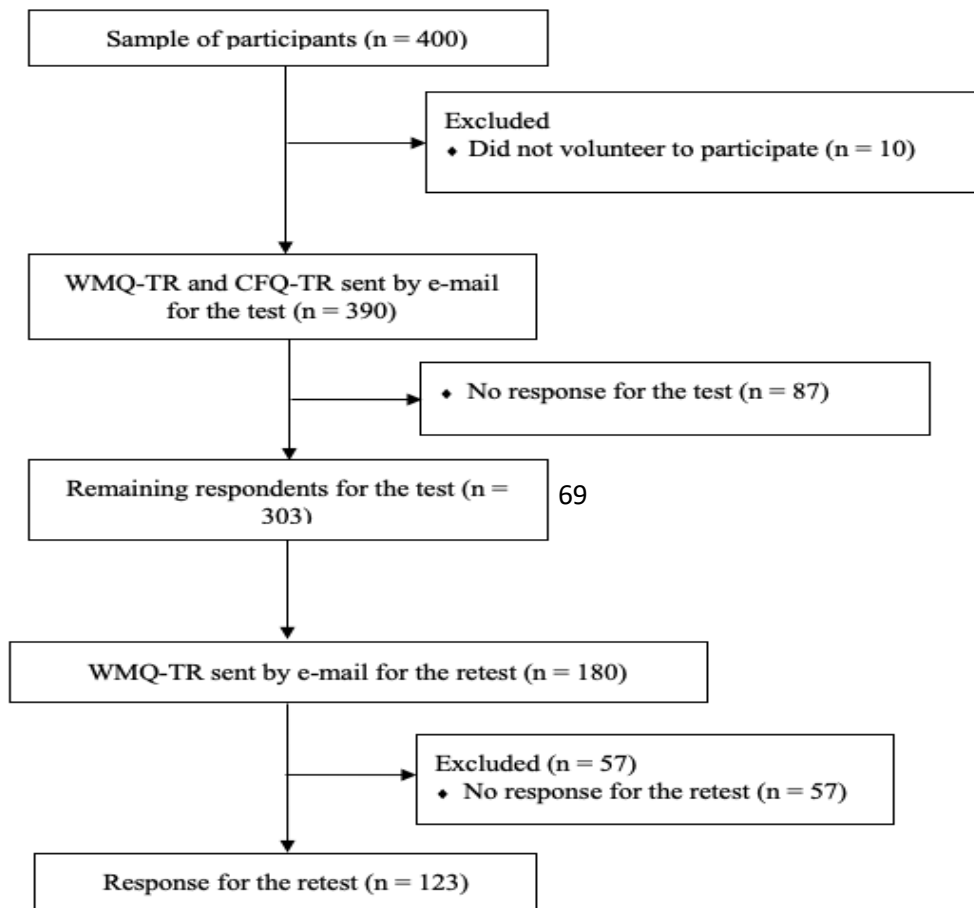 Sample of participants (n = 400)
Excluded
⬥ Did not volunteer to participate (n = 10)
WMQ-TR and CFQ-TR sent by e-mail
for the test (n = 390)
⬥ No response for the test (n = 87)
Remaining respondents for the test (n =
303)
69
WMQ-TR sent by e-mail for the retest (n = 180)
Excluded (n = 57)
⬥ No response for the retest (n = 57)
Response for the retest (n = 123)